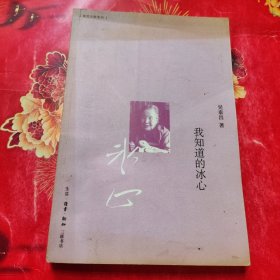 我知道的冰心
吴泰昌 著
冰心
生活·读书·新知
三联书店